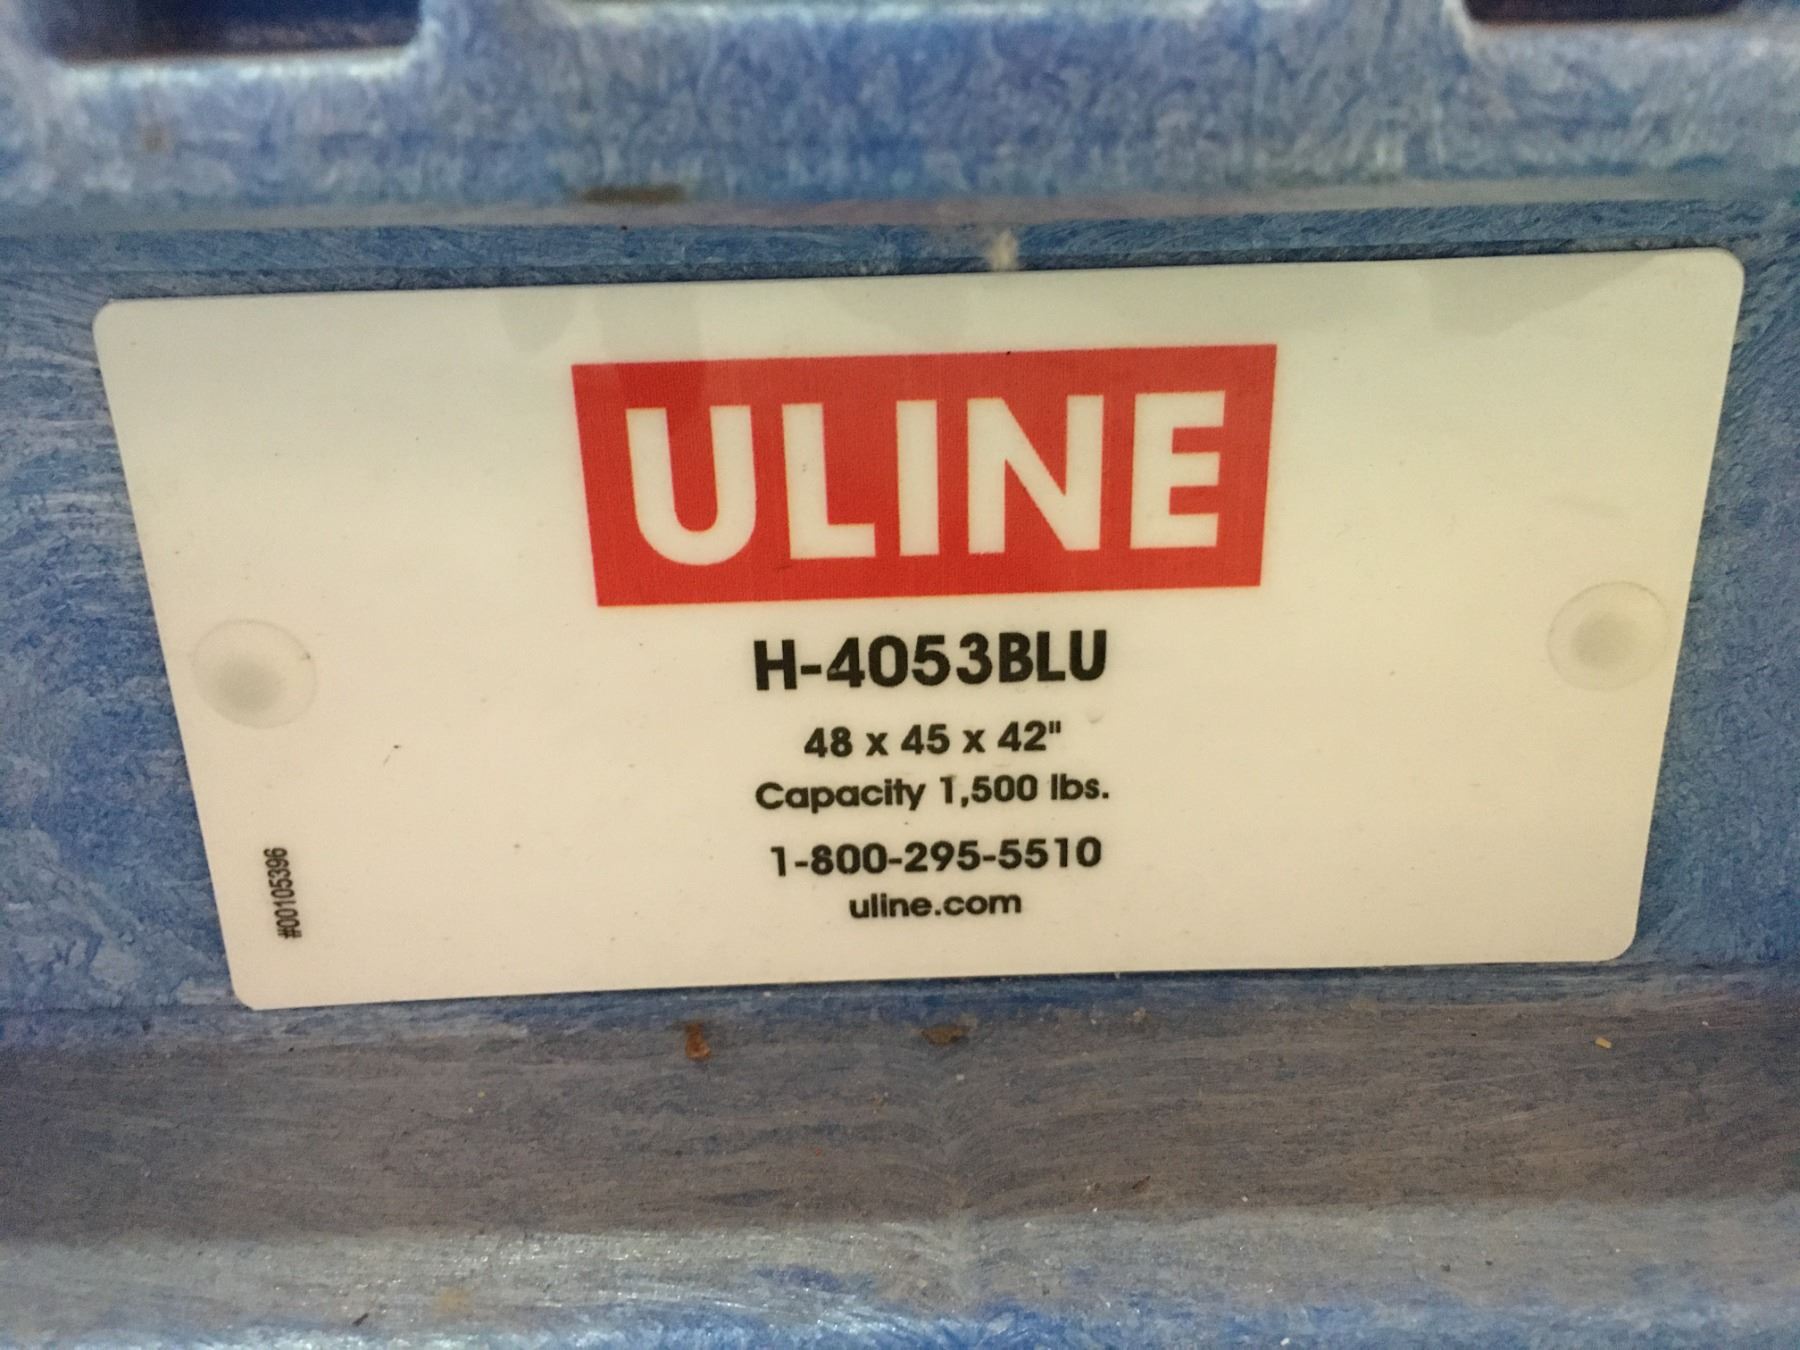 ULINE
H-4053BLU
48 x 45 x 42"
Capacity 1,500 lbs.
1-800-295-5510
uline.com
#00105396